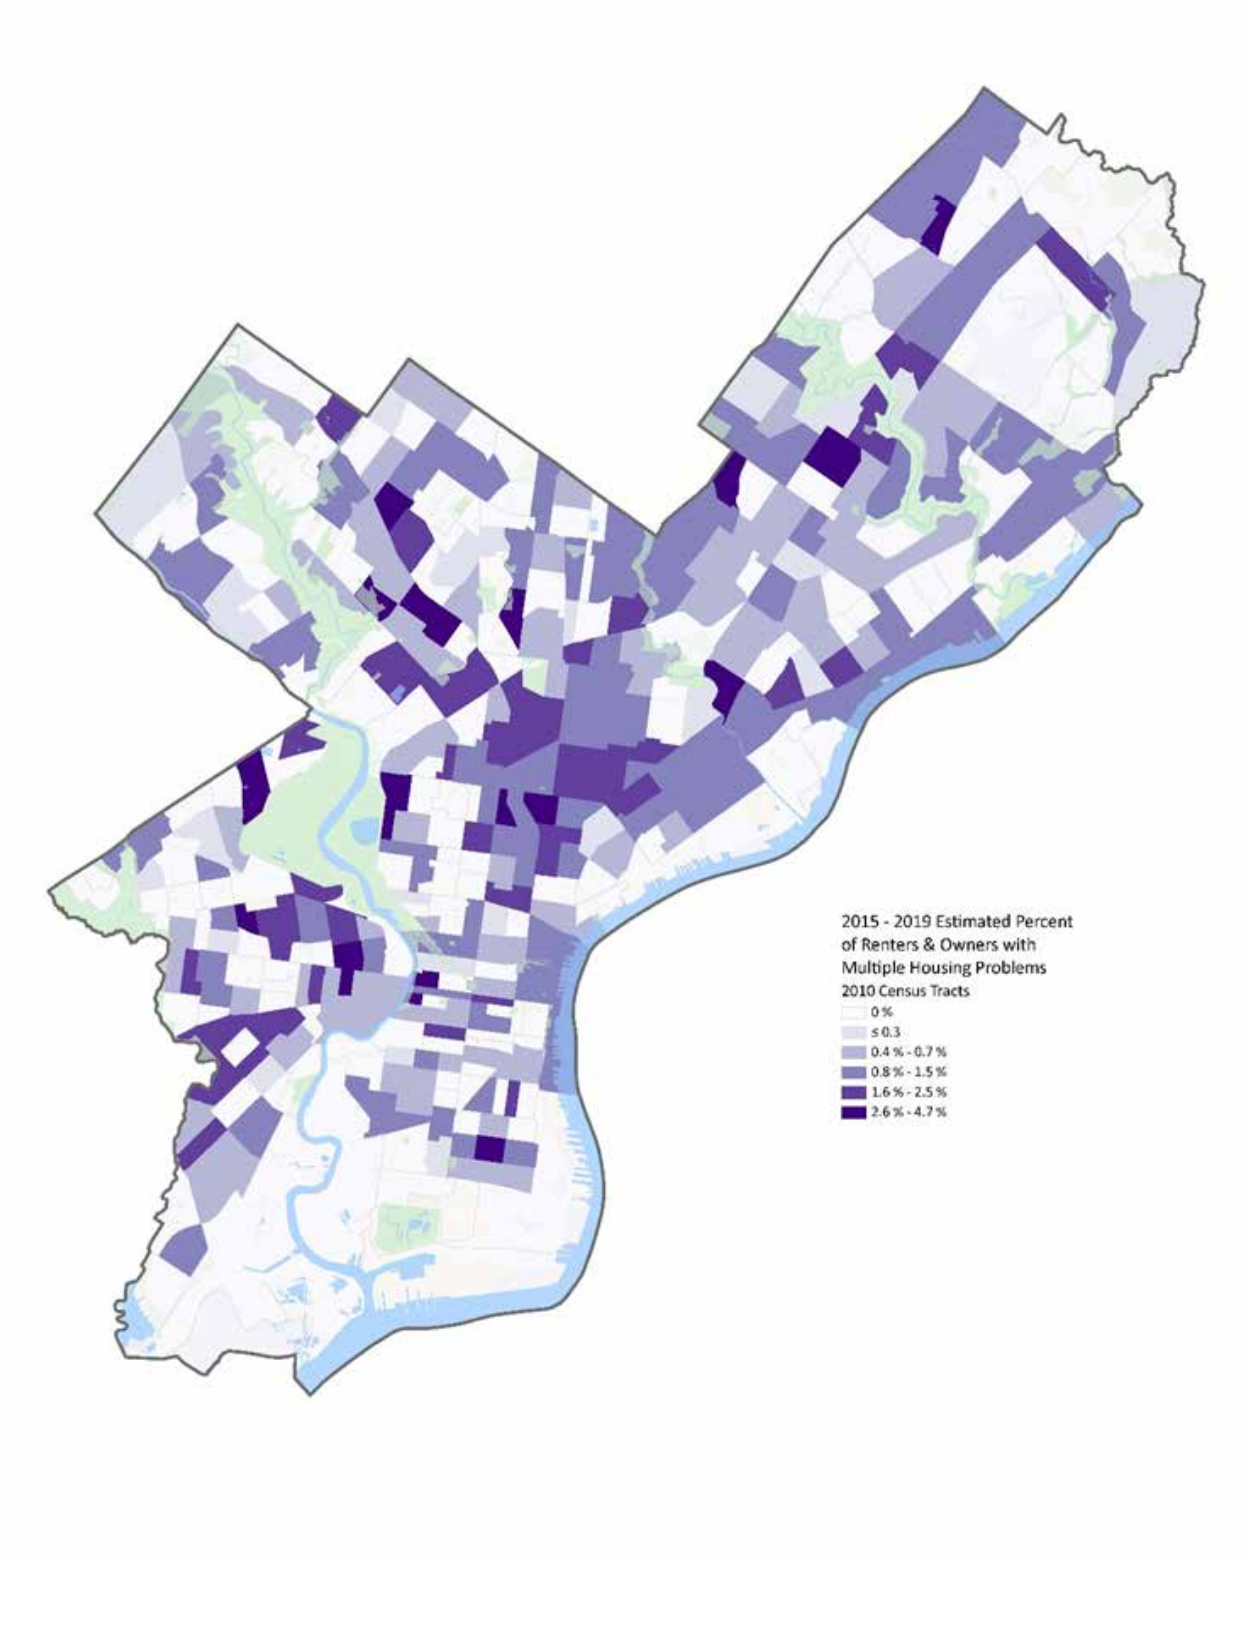 2015 - 2019 Estimated Percent
of Renters & Owners with
Multiple Housing Problems
2010 Census Tracts
0 %
≤ 0.3
0.4 % - 0.7 %
0.8 % - 1.5 %
1.6 % - 2.5 %
2.6 % - 4.7 %